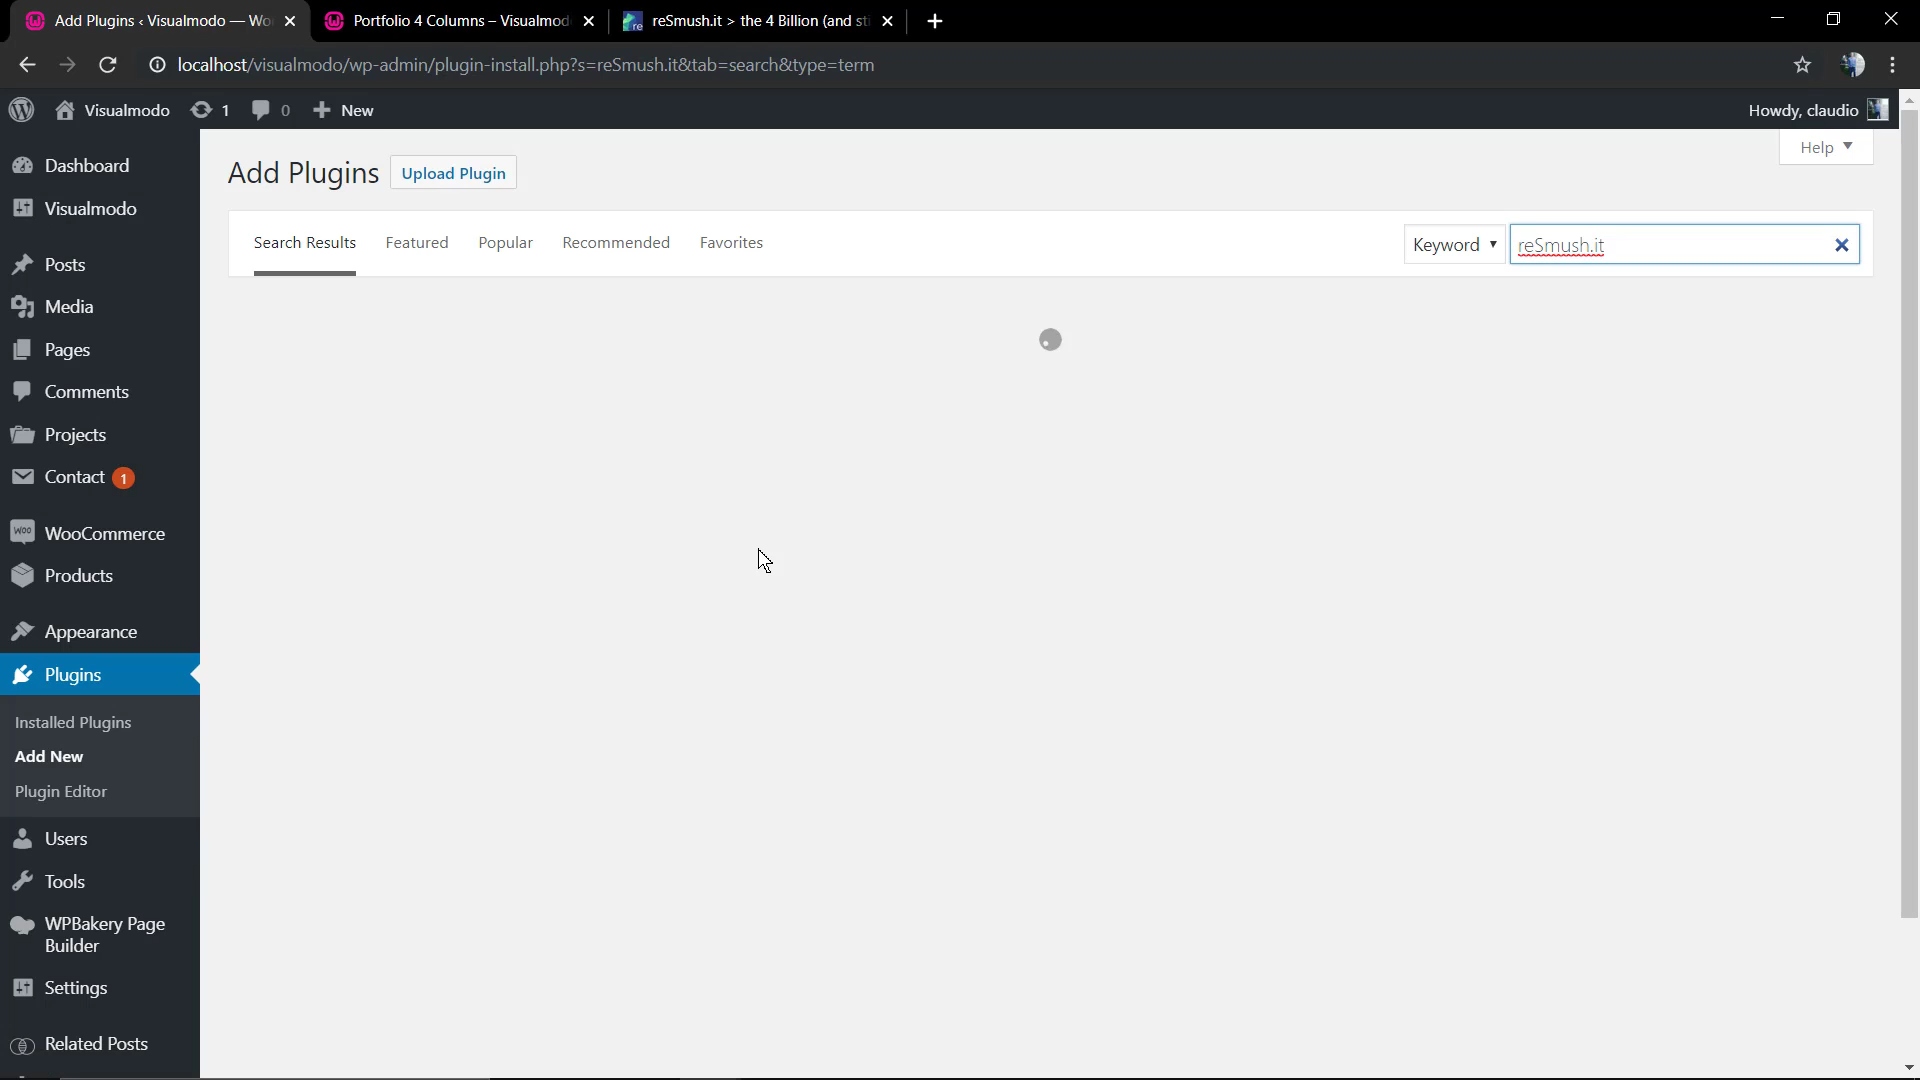 Add Plugins ‹ Visualmodo — Wo
Portfolio 4 Columns – Visualmod
reSmush.it > the 4 Billion (and sti
localhost/visualmodo/wp-admin/plugin-install.php?s=reSmush.it&tab=search&type=term
Visualmodo
1
0
New
Howdy, claudio
Help
Add Plugins
Upload Plugin
Search Results
Featured
Popular
Recommended
Favorites
Keyword
reSmush.it
Dashboard
Visualmodo
Posts
Media
Pages
Comments
Projects
Contact 1
WooCommerce
Products
Appearance
Plugins
Installed Plugins
Add New
Plugin Editor
Users
Tools
WPBakery Page
Builder
Settings
Related Posts